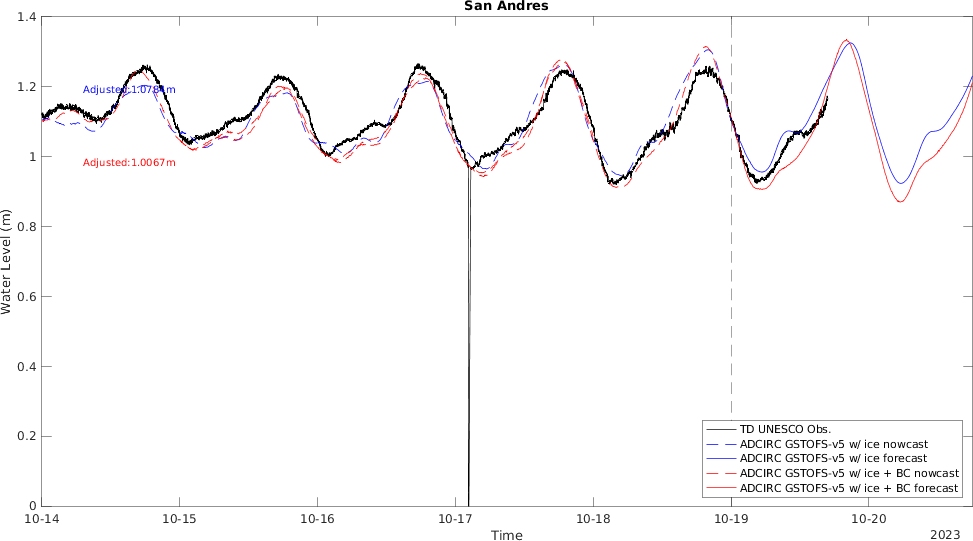 San Andres
1.4
1.2
1
0.8
0.6
0.4
0.2
0
Water Level (m)
Adjusted:1.0784m
Adjusted:1.0067m
TD UNESCO Obs.
ADCIRC GSTOFS-v5 w/ ice nowcast
ADCIRC GSTOFS-v5 w/ ice forecast
ADCIRC GSTOFS-v5 w/ ice + BC nowcast
ADCIRC GSTOFS-v5 w/ ice + BC forecast
10-14 10-15 10-16 10-17 10-18 10-19 10-20
Time
2023